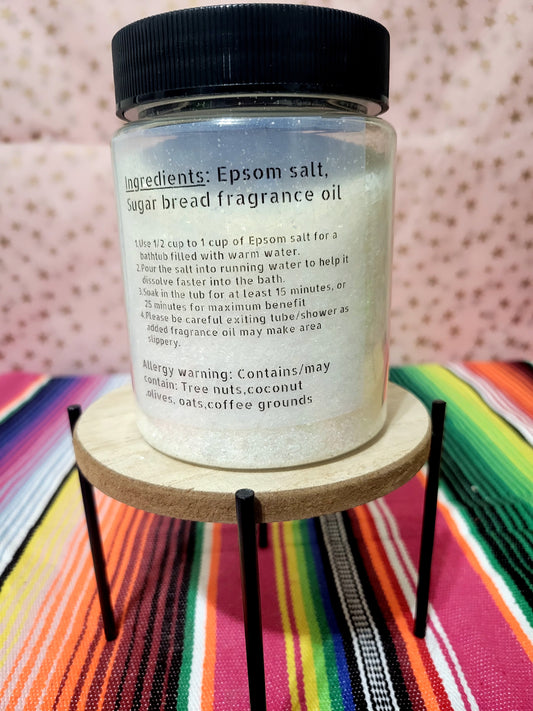 Ingredients: Epsom salt,
Sugar bread fragrance oil
1.Use 1/2 cup to 1 cup of Epsom salt for a
bathtub filled with warm water.
2.Pour the salt into running water to help it
dissolve faster into the bath.
3.Soak in the tub for at least 15 minutes, or
25 minutes for maximum benefit
4.Please be careful exiting tube/shower as
added fragrance oil may make area
slippery.
Allergy warning: Contains/may
contain: Tree nuts,coconut
,olives, oats,coffee grounds